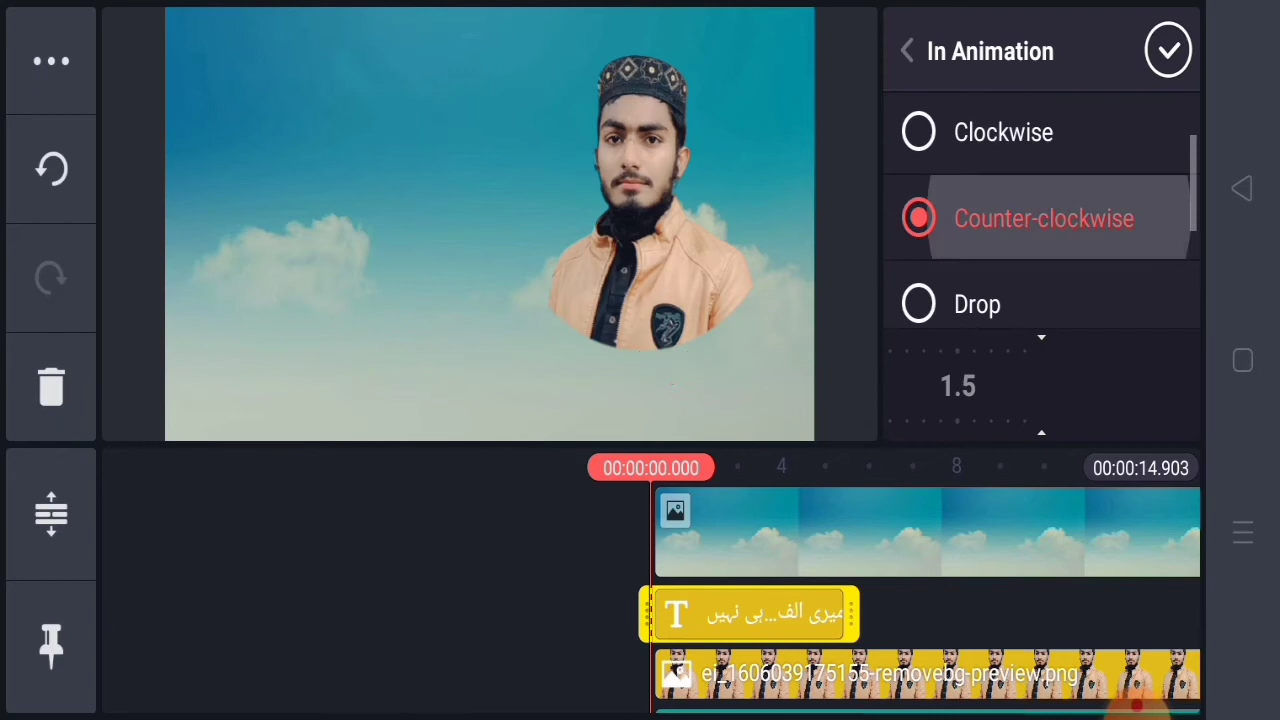 In Animation
Clockwise
Counter-clockwise
Drop
1.5
00:00:00.000
4
8
00:00:14.903
T میری الف...ہی نہیں
ei_1606039175155-removebg-preview.png